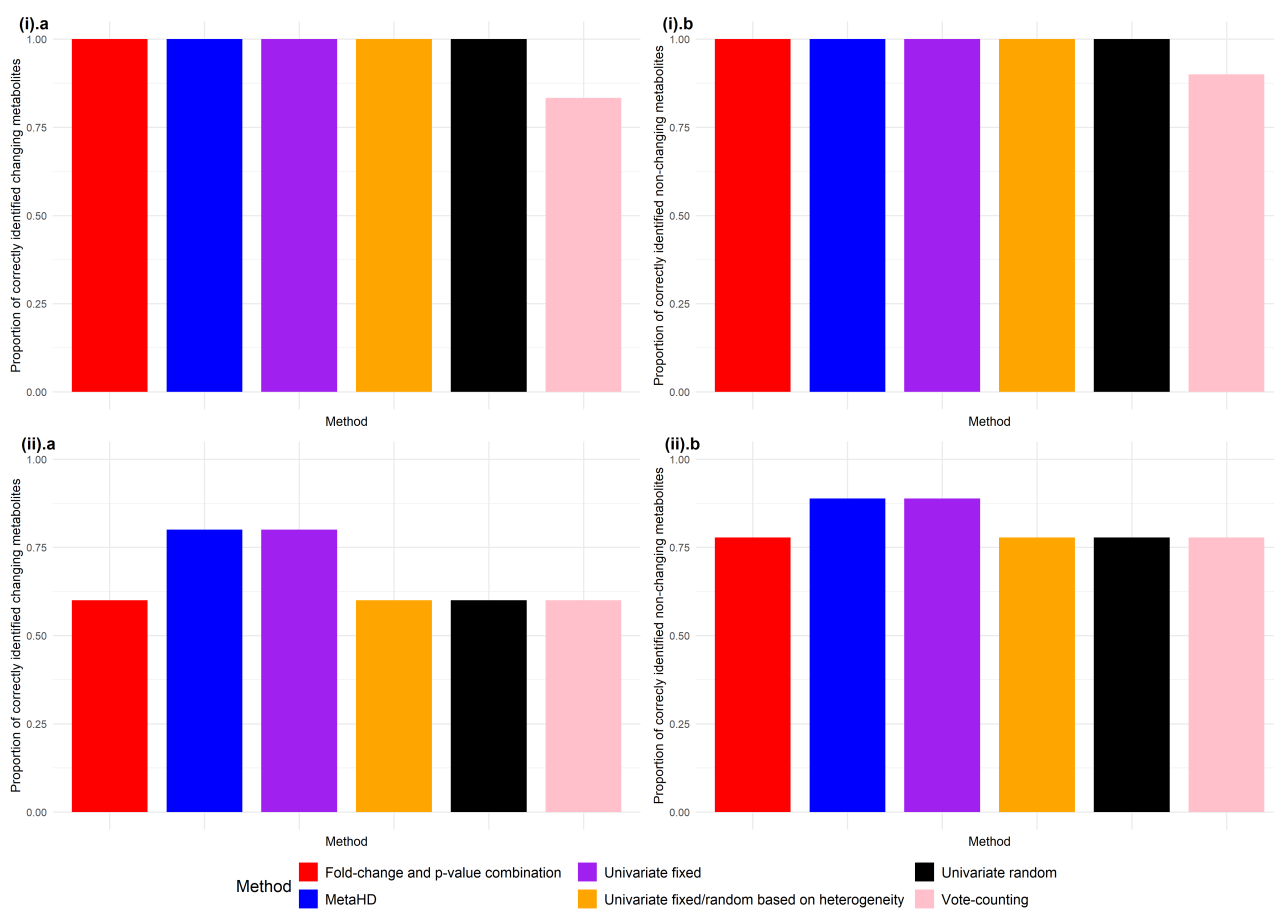 (i).a
Proportion of correctly identified changing metabolites
1.00
0.75
0.50
0.25
0.00
Method
(i).b
Proportion of correcly identified non-changing metabolites
1.00
0.75
0.50
0.25
0.00
Method
(ii).a
Proportion of correctly identified changing metabolites
1.00
0.75
0.50
0.25
0.00
Method
(ii).b
Proportion of correcly identified non-changing metabolites
1.00
0.75
0.50
0.25
0.00
Method
Method
Fold-change and p-value combination
MetaHD
Univariate fixed
Univariate fixed/random based on heterogeneity
Univariate random
Vote-counting